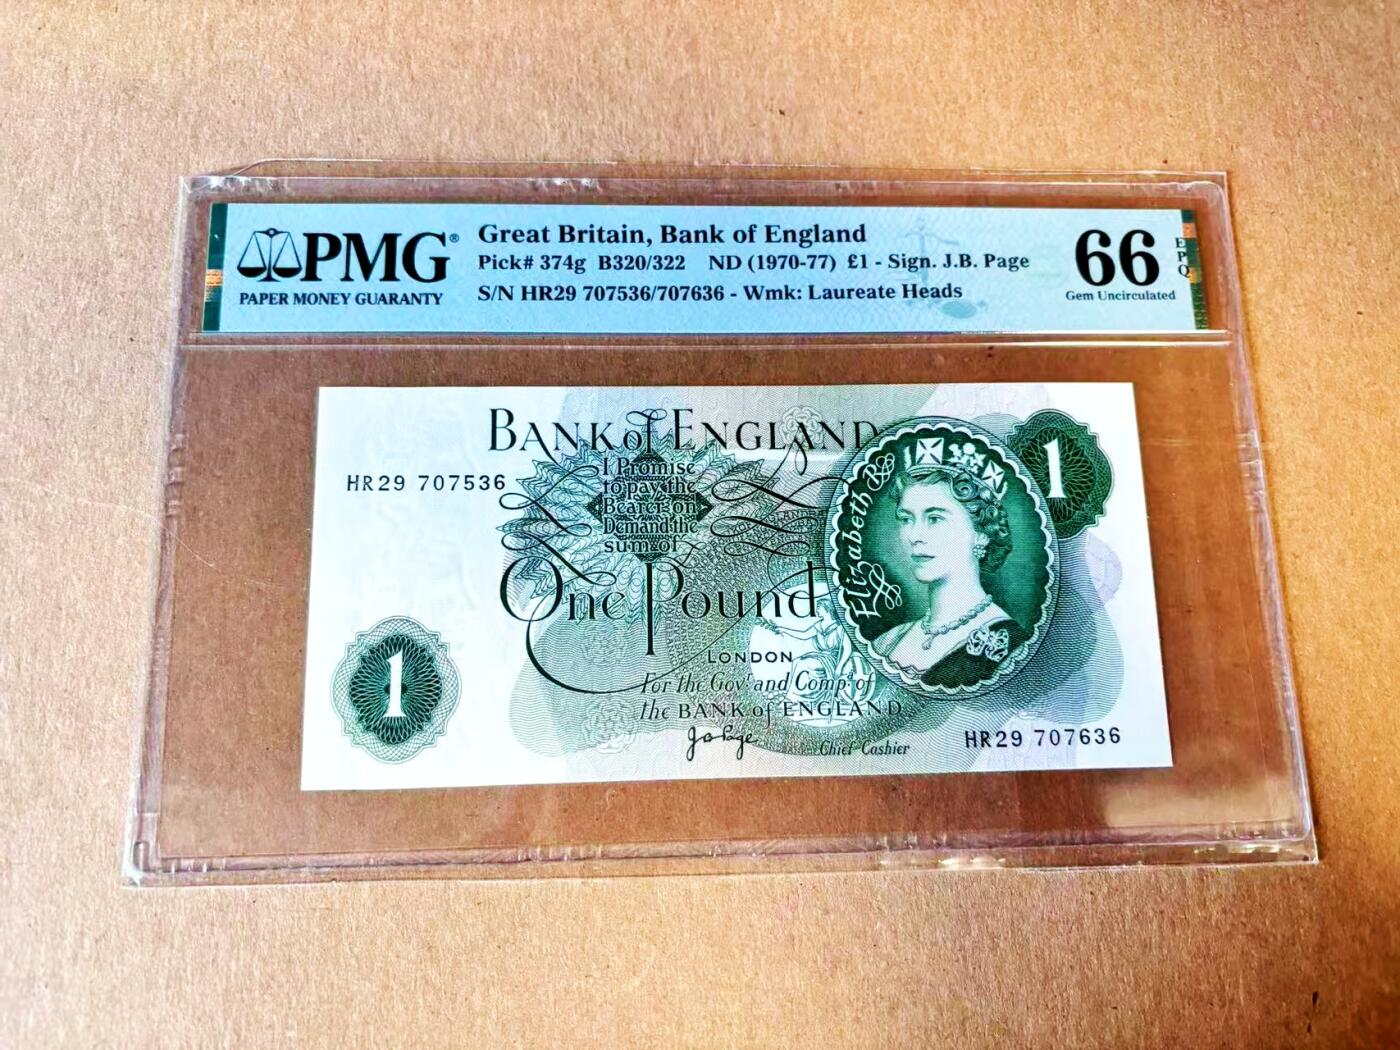 PMG®
PAPER MONEY GUARANTY
Great Britain, Bank of England
Pick# 374g B320/322 ND (1970-77) £1 - Sign. J.B. Page
S/N HR29 707536/707636 - Wmk: Laureate Heads
66
Gem Uncirculated
EPQ
BANK of ENGLAND
HR29 707536
I Promise
to pay the
Bearer on
Demand the
sum of
One Pound
1
Elizabeth R
1
LONDON
For the Govr. and Compa. of
the BANK of ENGLAND
J B Page
Chief Cashier
HR29 707636